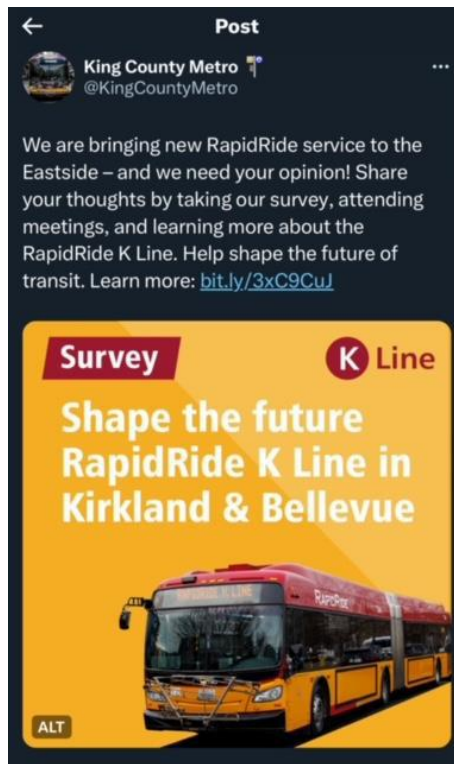 Post
King County Metro
@KingCountyMetro
We are bringing new RapidRide service to the
Eastside – and we need your opinion! Share
your thoughts by taking our survey, attending
meetings, and learning more about the
RapidRide K Line. Help shape the future of
transit. Learn more: bit.ly/3xC9CuJ
Survey
K Line
Shape the future
RapidRide K Line in
Kirkland & Bellevue
RAPIDRIDE K LINE
RAPIDRIDE
ALT